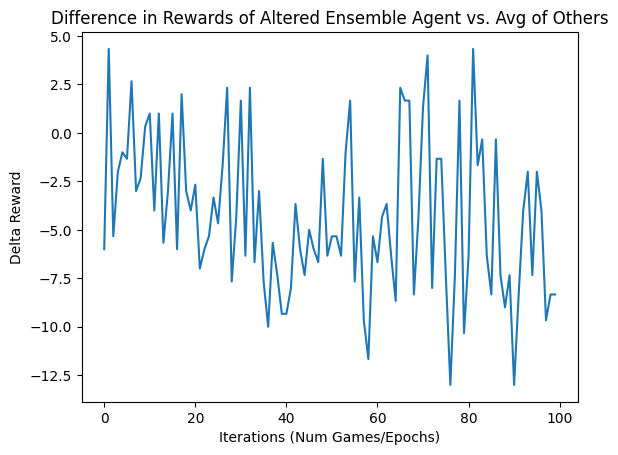 Difference in Rewards of Altered Ensemble Agent vs. Avg of Others
5.0
2.5
0.0
−2.5
−5.0
−7.5
−10.0
−12.5
Delta Reward
0 20 40 60 80 100
Iterations (Num Games/Epochs)